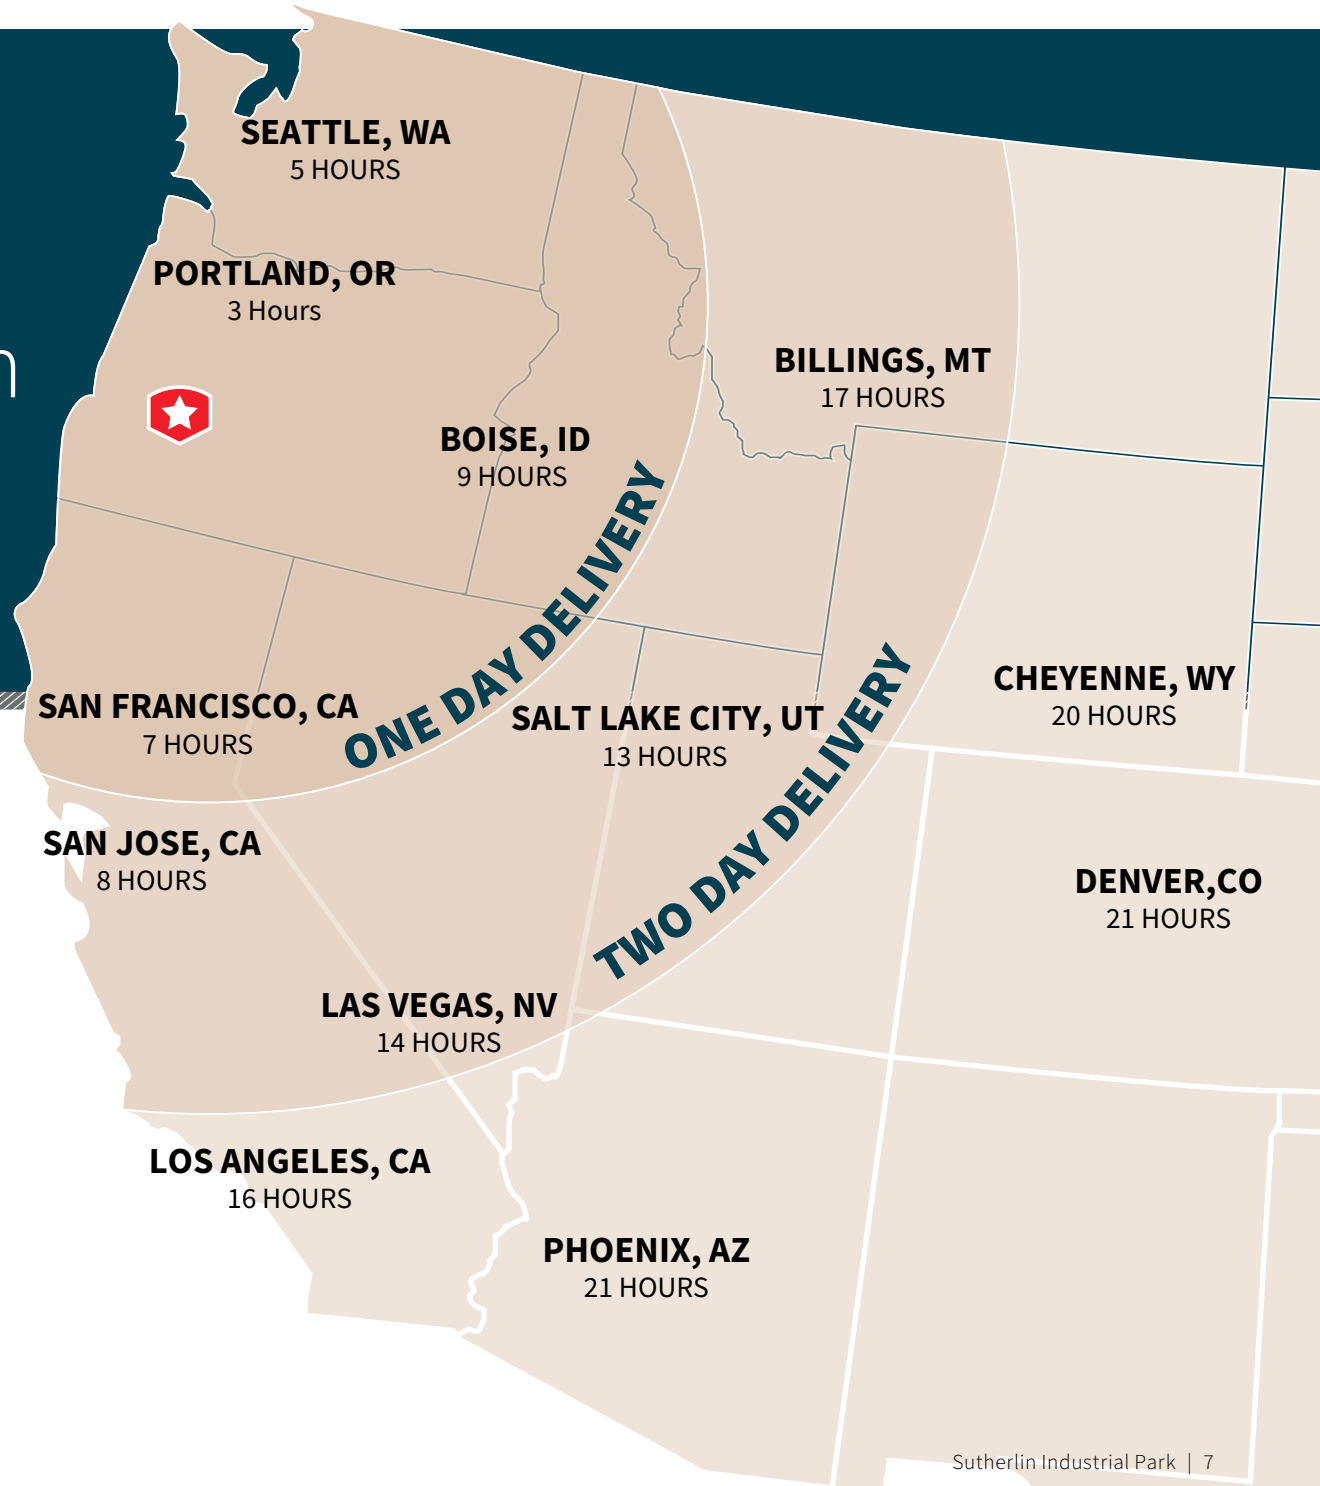 SEATTLE, WA
5 HOURS
PORTLAND, OR
3 Hours
BILLINGS, MT
17 HOURS
BOISE, ID
9 HOURS
ONE DAY DELIVERY
TWO DAY DELIVERY
CHEYENNE, WY
20 HOURS
SAN FRANCISCO, CA
7 HOURS
SALT LAKE CITY, UT
13 HOURS
SAN JOSE, CA
8 HOURS
DENVER,CO
21 HOURS
LAS VEGAS, NV
14 HOURS
LOS ANGELES, CA
16 HOURS
PHOENIX, AZ
21 HOURS
Sutherlin Industrial Park | 7